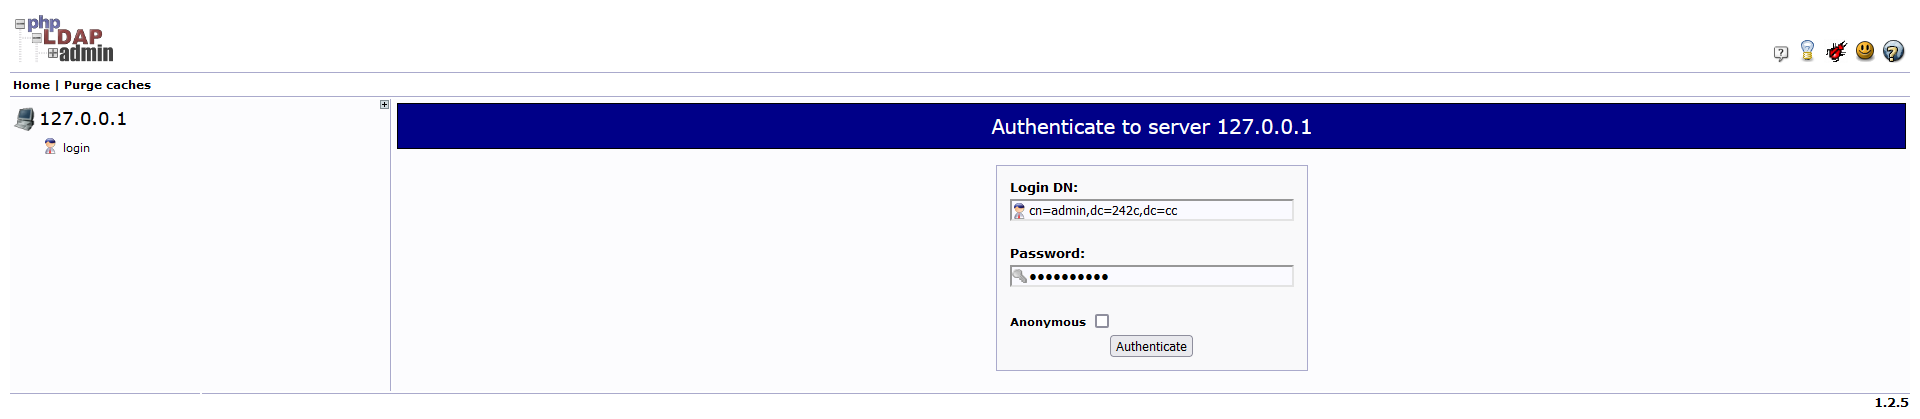 php
LDAP
admin
Home | Purge caches
127.0.0.1
login
Authenticate to server 127.0.0.1
Login DN:
cn=admin,dc=242c,dc=cc
Password:
••••••••••
Anonymous
Authenticate
1.2.5